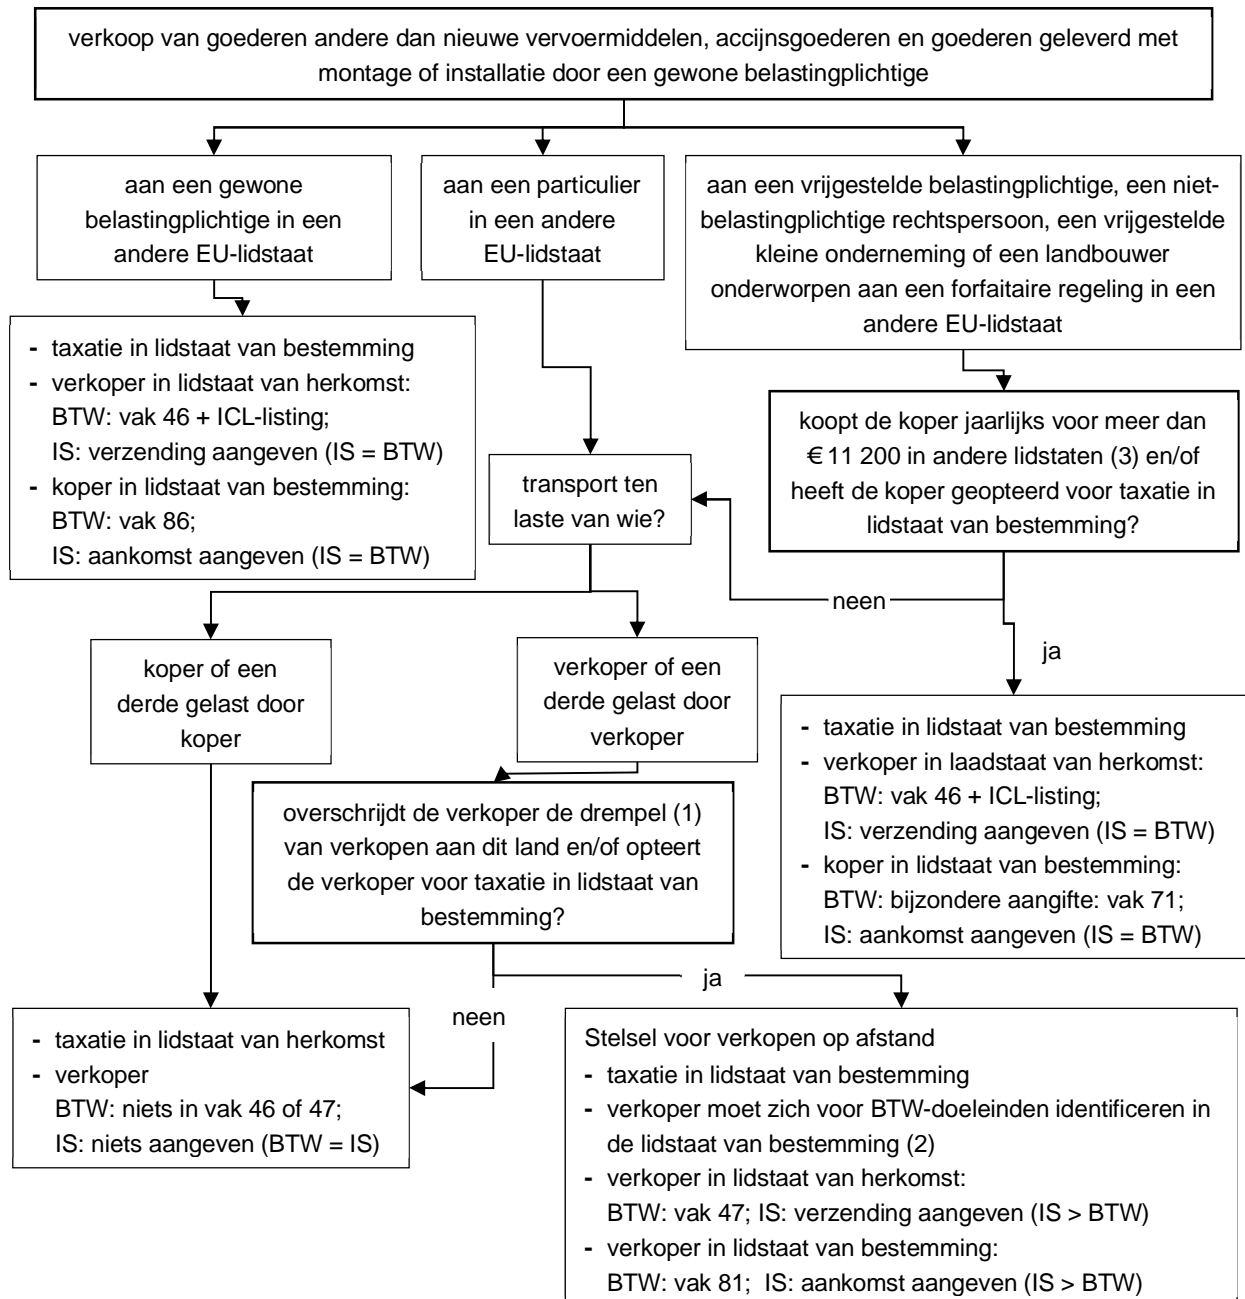 verkoop van goederen andere dan nieuwe vervoermiddelen, accijnsgoederen en goederen geleverd met
montage of installatie door een gewone belastingplichtige
aan een gewone
belastingplichtige in een
andere EU-lidstaat
aan een particulier
in een andere
EU-lidstaat
aan een vrijgestelde belastingplichtige, een niet-
belastingplichtige rechtspersoon, een vrijgestelde
kleine onderneming of een landbouwer
onderworpen aan een forfaitaire regeling in een
andere EU-lidstaat
- taxatie in lidstaat van bestemming
- verkoper in lidstaat van herkomst:
BTW: vak 46 + ICL-listing;
IS: verzending aangeven (IS = BTW)
- koper in lidstaat van bestemming:
BTW: vak 86;
IS: aankomst aangeven (IS = BTW)
koopt de koper jaarlijks voor meer dan
€ 11 200 in andere lidstaten (3) en/of
heeft de koper geopteerd voor taxatie in
lidstaat van bestemming?
transport ten
laste van wie?
neen
ja
koper of een
derde gelast door
koper
verkoper of een
derde gelast door
verkoper
- taxatie in lidstaat van bestemming
- verkoper in laadstaat van herkomst:
BTW: vak 46 + ICL-listing;
IS: verzending aangeven (IS = BTW)
- koper in lidstaat van bestemming:
BTW: bijzondere aangifte: vak 71;
IS: aankomst aangeven (IS = BTW)
overschrijdt de verkoper de drempel (1)
van verkopen aan dit land en/of opteert
de verkoper voor taxatie in lidstaat van
bestemming?
ja
neen
- taxatie in lidstaat van herkomst
- verkoper
BTW: niets in vak 46 of 47;
IS: niets aangeven (BTW = IS)
Stelsel voor verkopen op afstand
- taxatie in lidstaat van bestemming
- verkoper moet zich voor BTW-doeleinden identificeren in
de lidstaat van bestemming (2)
- verkoper in lidstaat van herkomst:
BTW: vak 47; IS: verzending aangeven (IS > BTW)
- verkoper in lidstaat van bestemming:
BTW: vak 81; IS: aankomst aangeven (IS > BTW)